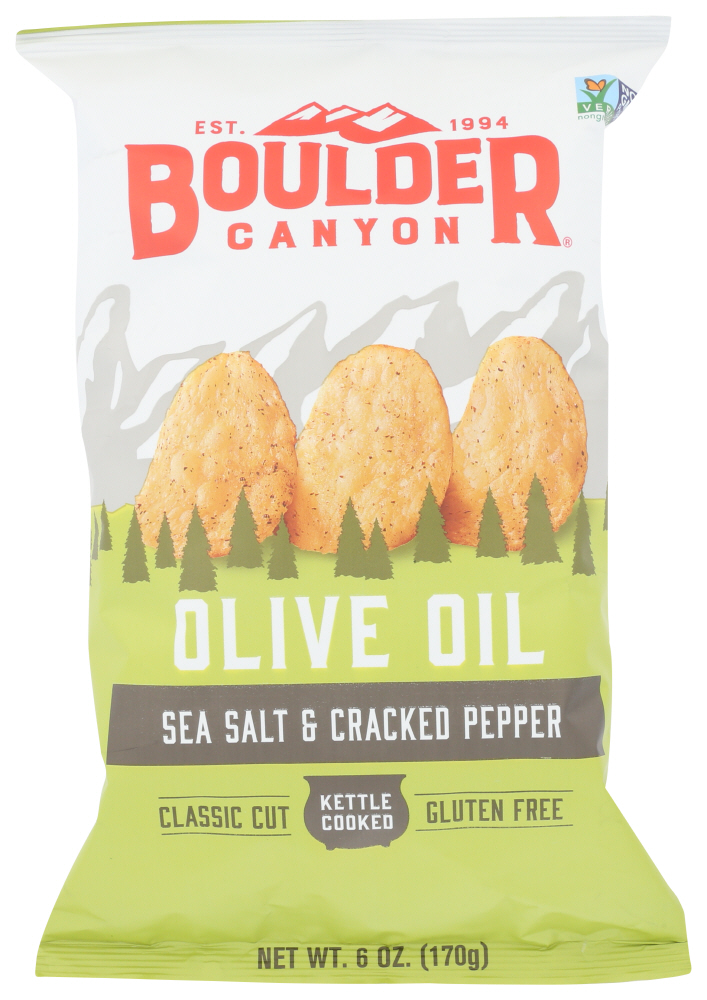 EST. 1994
BOULDER
CANYON®
OLIVE OIL
SEA SALT & CRACKED PEPPER
CLASSIC CUT
KETTLE
COOKED
GLUTEN FREE
NET WT. 6 OZ. (170g)